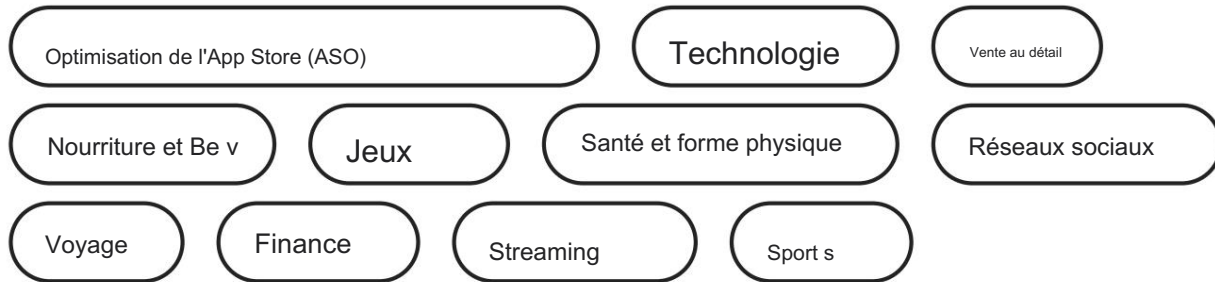 Optimisation de l'App Store (ASO) Technologie Vente au détail
Nourriture et Be v Jeux Santé et forme physique Réseaux sociaux
Voyage Finance Streaming Sport s